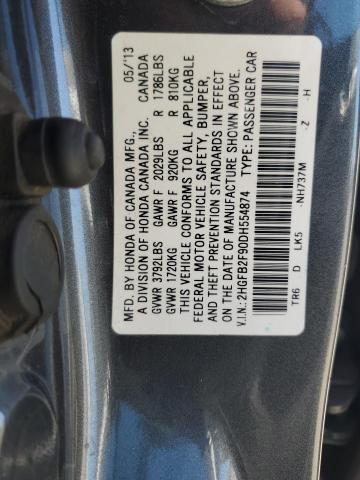 MFD. BY HONDA OF CANADA MFG., 05/'13
A DIVISION OF HONDA CANADA INC. CANADA
GVWR 3792LBS GAWR F 2029LBS R 1786LBS
GVWR 1720KG GAWR F 920KG R 810KG
THIS VEHICLE CONFORMS TO ALL APPLICABLE
FEDERAL MOTOR VEHICLE SAFETY, BUMPER,
AND THEFT PREVENTION STANDARDS IN EFFECT
ON THE DATE OF MANUFACTURE SHOWN ABOVE.
V.I.N.: 2HGFB2F90DH554874 TYPE: PASSENGER CAR
TR6 D LK5 -NH737M -Z -H